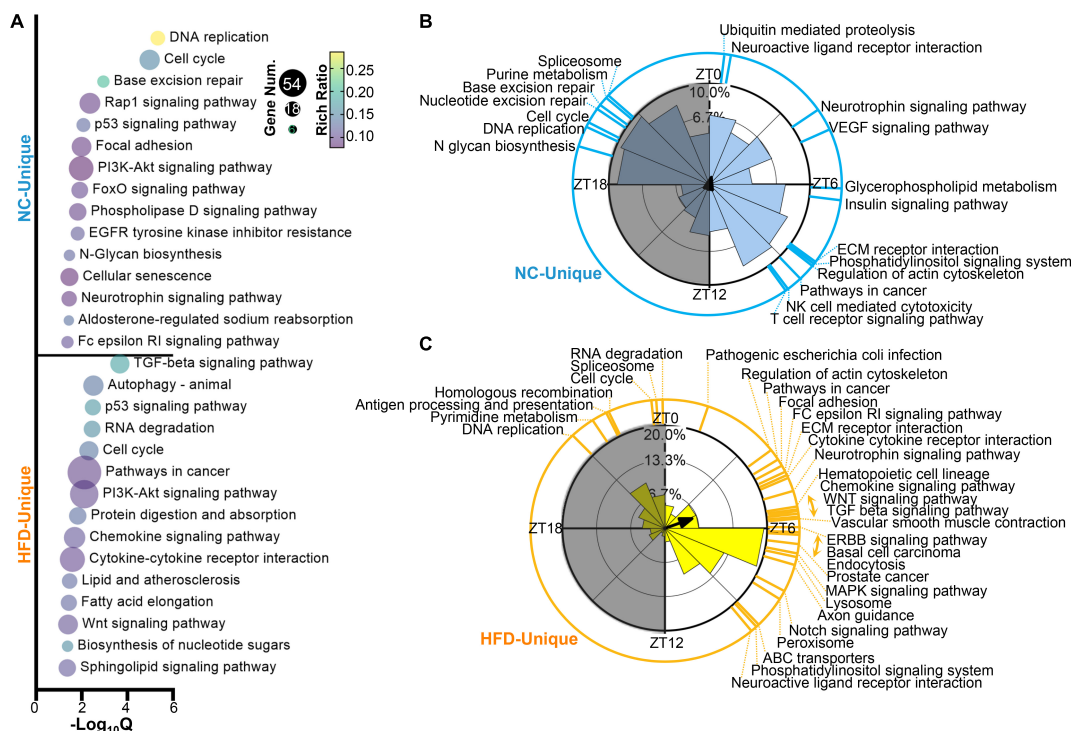 A
NC-Unique
DNA replication
Cell cycle
Base excision repair
Rap1 signaling pathway
p53 signaling pathway
Focal adhesion
PI3K-Akt signaling pathway
FoxO signaling pathway
Phospholipase D signaling pathway
EGFR tyrosine kinase inhibitor resistance
N-Glycan biosynthesis
Cellular senescence
Neurotrophin signaling pathway
Aldosterone-regulated sodium reabsorption
Fc epsilon RI signaling pathway
HFD-Unique
TGF-beta signaling pathway
Autophagy - animal
p53 signaling pathway
RNA degradation
Cell cycle
Pathways in cancer
PI3K-Akt signaling pathway
Protein digestion and absorption
Chemokine signaling pathway
Cytokine-cytokine receptor interaction
Lipid and atherosclerosis
Fatty acid elongation
Wnt signaling pathway
Biosynthesis of nucleotide sugars
Sphingolipid signaling pathway
0 2 4 6
-Log10Q
Gene Num.
54
18
Rich Ratio
0.25
0.20
0.15
0.10
B
Ubiquitin mediated proteolysis
Neuroactive ligand receptor interaction
Neurotrophin signaling pathway
VEGF signaling pathway
Glycerophospholipid metabolism
Insulin signaling pathway
ECM receptor interaction
Phosphatidylinositol signaling system
Regulation of actin cytoskeleton
Pathways in cancer
NK cell mediated cytotoxicity
T cell receptor signaling pathway
Spliceosome
Purine metabolism
Base excision repair
Nucleotide excision repair
Cell cycle
DNA replication
N glycan biosynthesis
ZT0
10.0%
6.7%
ZT6
ZT12
ZT18
NC-Unique
C
RNA degradation
Spliceosome
Cell cycle
Homologous recombination
Antigen processing and presentation
Pyrimidine metabolism
DNA replication
Pathogenic escherichia coli infection
Regulation of actin cytoskeleton
Pathways in cancer
Focal adhesion
FC epsilon RI signaling pathway
ECM receptor interaction
Cytokine cytokine receptor interaction
Neurotrophin signaling pathway
Hematopoietic cell lineage
Chemokine signaling pathway
WNT signaling pathway
TGF beta signaling pathway
Vascular smooth muscle contraction
ERBB signaling pathway
Basal cell carcinoma
Endocytosis
Prostate cancer
MAPK signaling pathway
Lysosome
Axon guidance
Notch signaling pathway
Peroxisome
ABC transporters
Phosphatidylinositol signaling system
Neuroactive ligand receptor interaction
ZT0
20.0%
13.3%
6.7%
ZT6
ZT12
ZT18
HFD-Unique